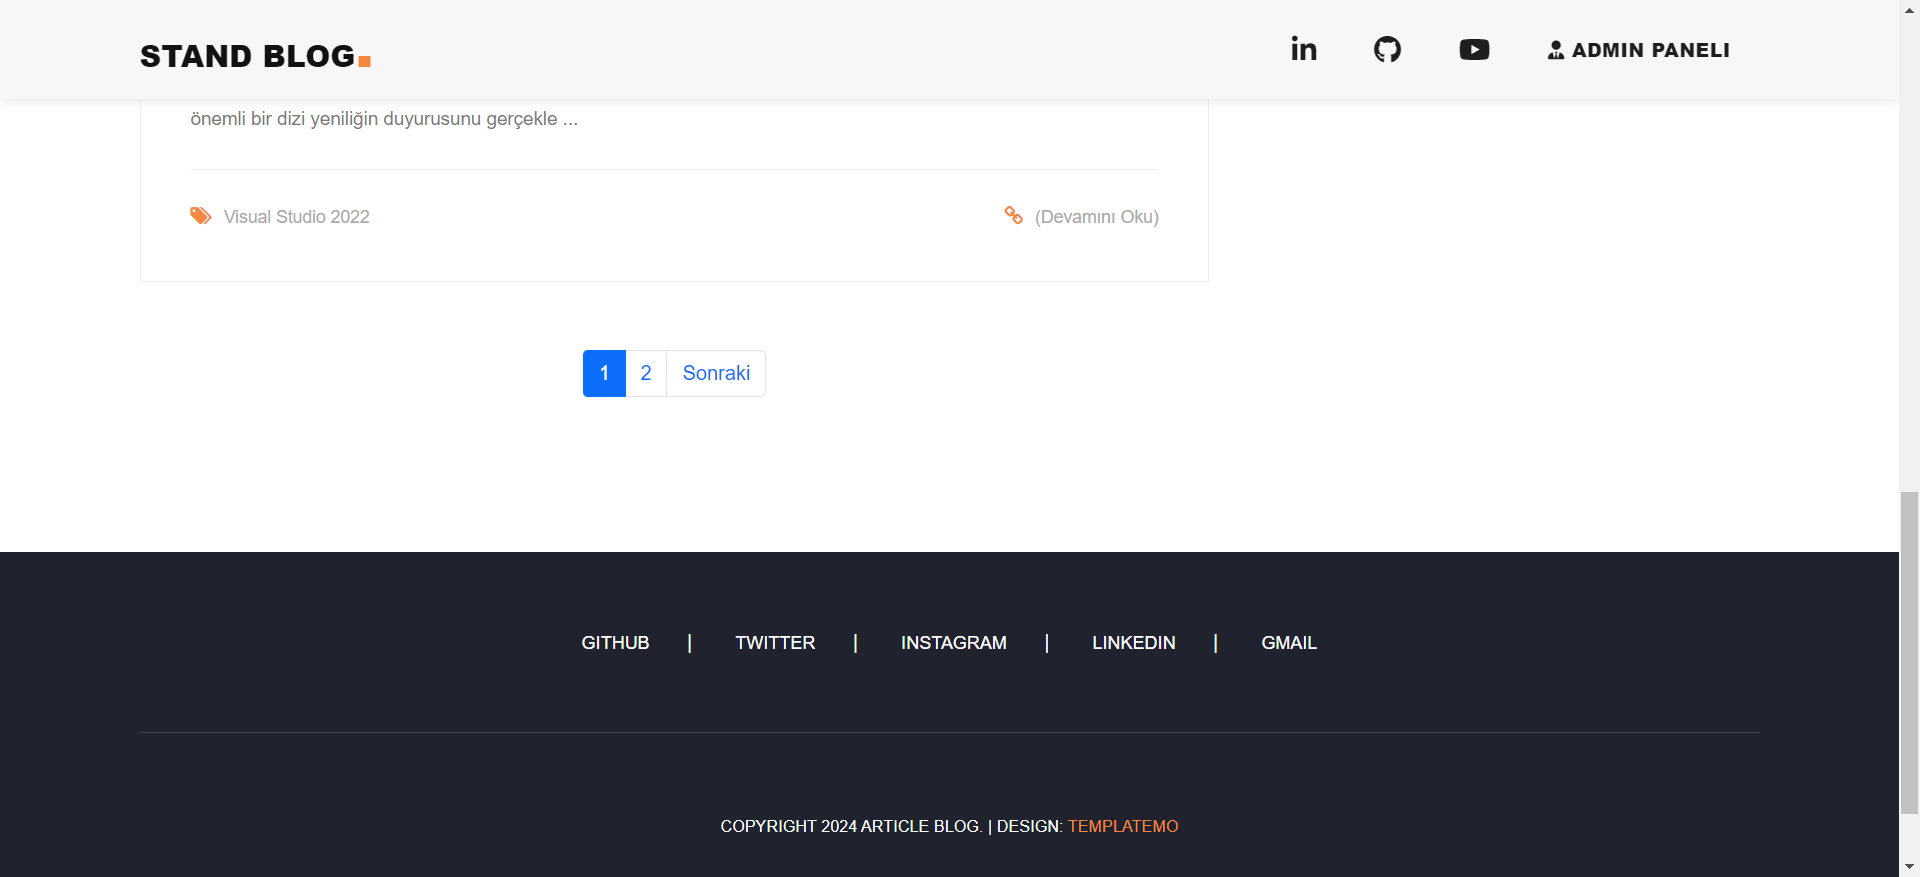 STAND BLOG.
ADMIN PANELI
önemli bir dizi yeniliğin duyurusunu gerçekle ...
Visual Studio 2022
(Devamını Oku)
1 2 Sonraki
GITHUB | TWITTER | INSTAGRAM | LINKEDIN | GMAIL
COPYRIGHT 2024 ARTICLE BLOG. | DESIGN: TEMPLATEMO